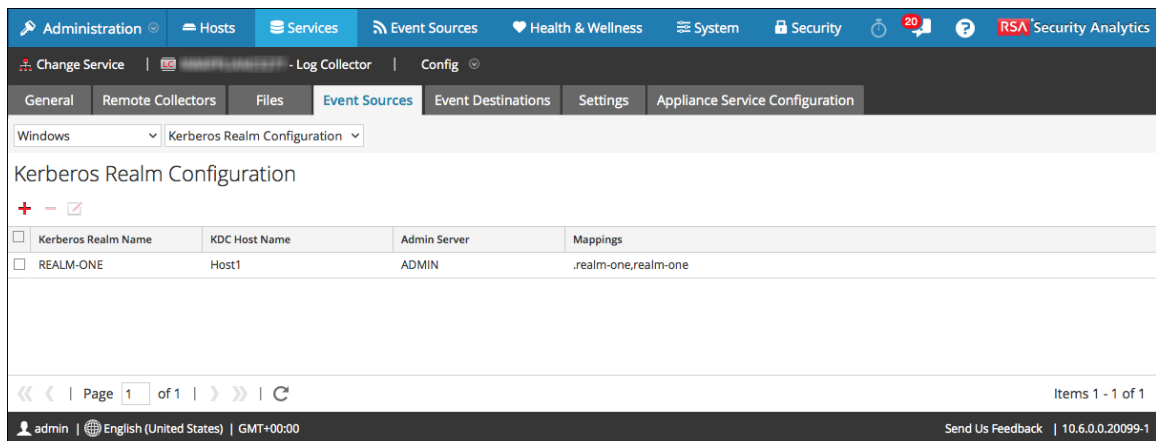 Administration Hosts Services Event Sources Health & Wellness System Security 20 ? RSA Security Analytics
Change Service | LC - Log Collector | Config
General Remote Collectors Files Event Sources Event Destinations Settings Appliance Service Configuration
Windows Kerberos Realm Configuration
Kerberos Realm Configuration
Kerberos Realm Name KDC Host Name Admin Server Mappings
REALM-ONE Host1 ADMIN .realm-one,realm-one
Page 1 of 1 Items 1 - 1 of 1
admin | English (United States) | GMT+00:00 Send Us Feedback | 10.6.0.0.20099-1